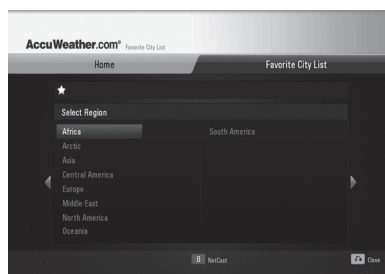 AccuWeather.com® Favorite City List
Home Favorite City List
Select Region
Africa South America
Arctic
Asia
Central America
Europe
Middle East
North America
Oceania
NetCast Close